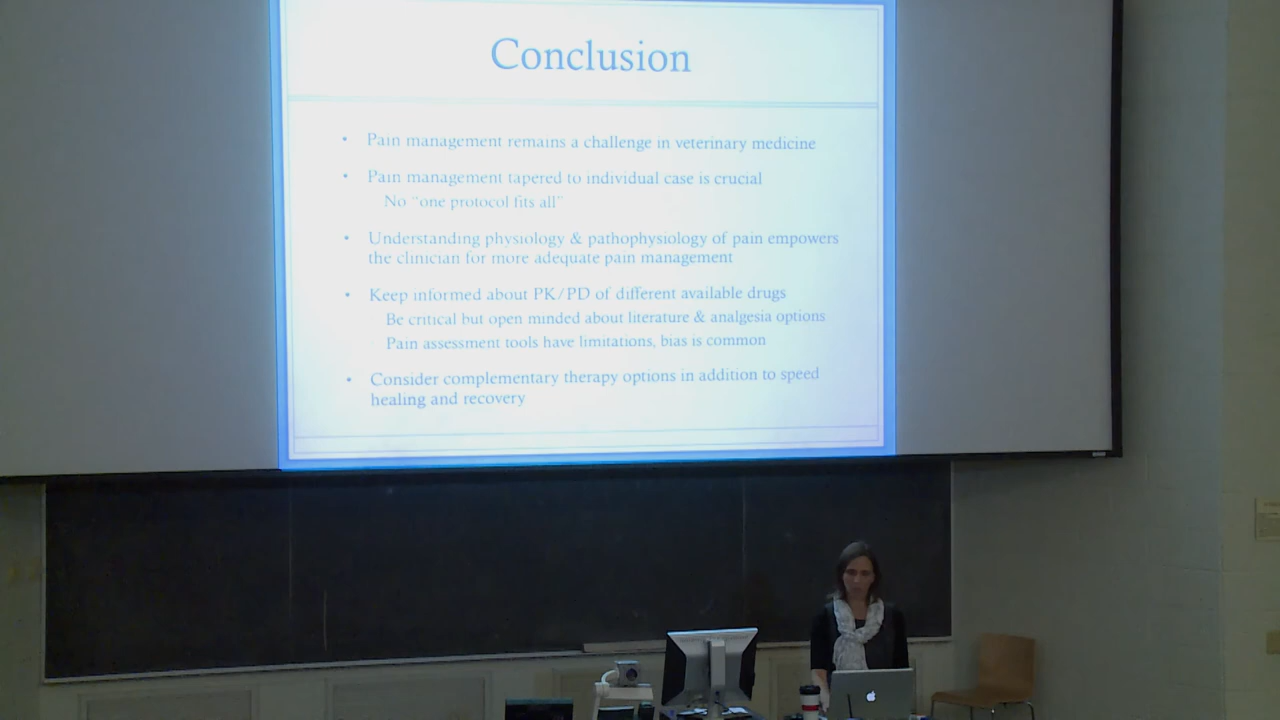 Conclusion
• Pain management remains a challenge in veterinary medicine
• Pain management tapered to individual case is crucial
No "one protocol fits all"
• Understanding physiology & pathophysiology of pain empowers
the clinician for more adequate pain management
• Keep informed about PK/PD of different available drugs
Be critical but open minded about literature & analgesia options
Pain assessment tools have limitations, bias is common
• Consider complementary therapy options in addition to speed
healing and recovery